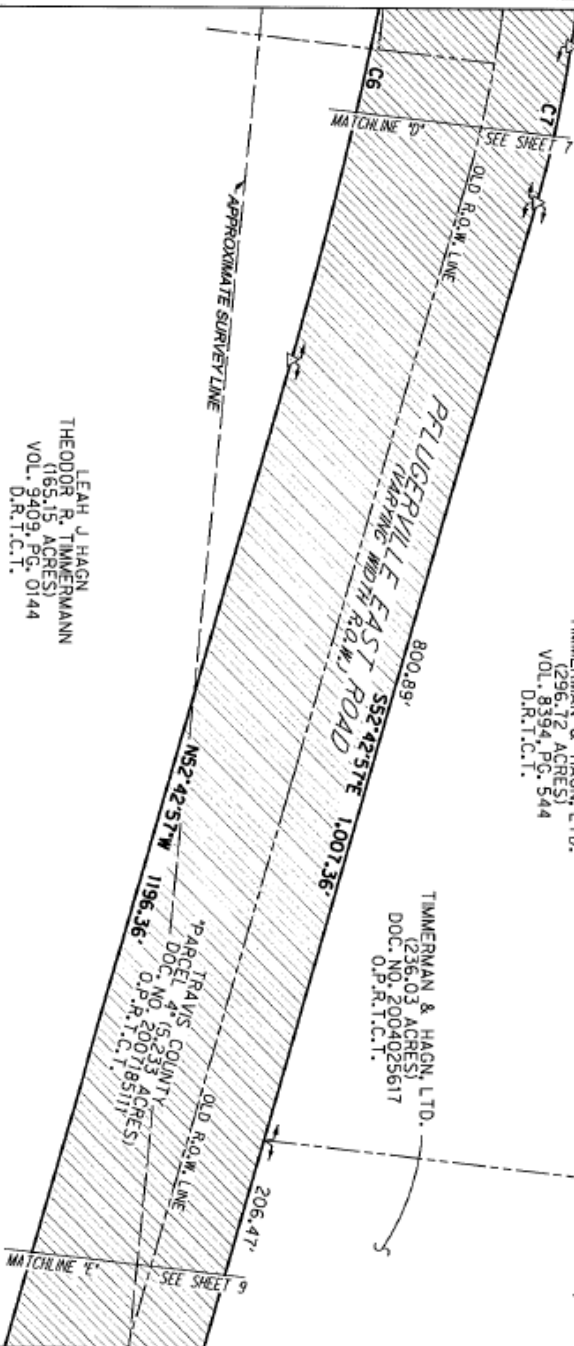 C6
C7
MATCHLINE "D"
SEE SHEET 7
OLD R.O.W. LINE
APPROXIMATE SURVEY LINE
PFLUGERVILLE EAST ROAD
(VARYING WIDTH R.O.W.)
800.89'
S52°42'57"E 1,007.36'
LEAH J HAGN
THEODOR R. TIMMERMANN
(165.15 ACRES)
VOL. 9409, PG. 0144
D.R.T.C.T.
HAGN, LTD.
(296.72 ACRES)
VOL. 8394, PG. 544
D.R.T.C.T.
N52°42'57"W 1196.36'
TIMMERMAN & HAGN, LTD.
(236.03 ACRES)
DOC. NO. 2004025617
O.P.R.T.C.T.
TRAVIS COUNTY
"PARCEL 4" (5.233 ACRES)
DOC. NO. 2007185111
O.P.R.T.C.T.
OLD R.O.W. LINE
206.47'
MATCHLINE "E"
SEE SHEET 9